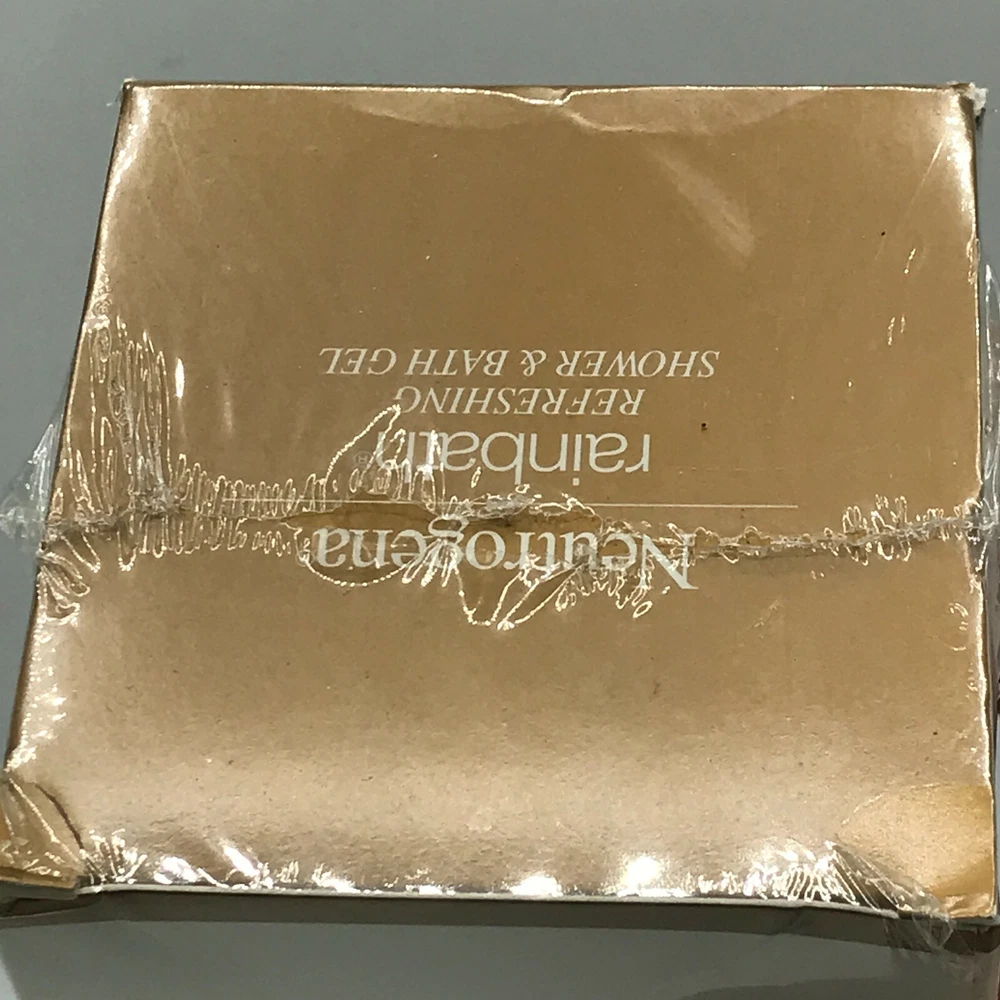 Neutrogena
rainbath®
REFRESHING
SHOWER & BATH GEL